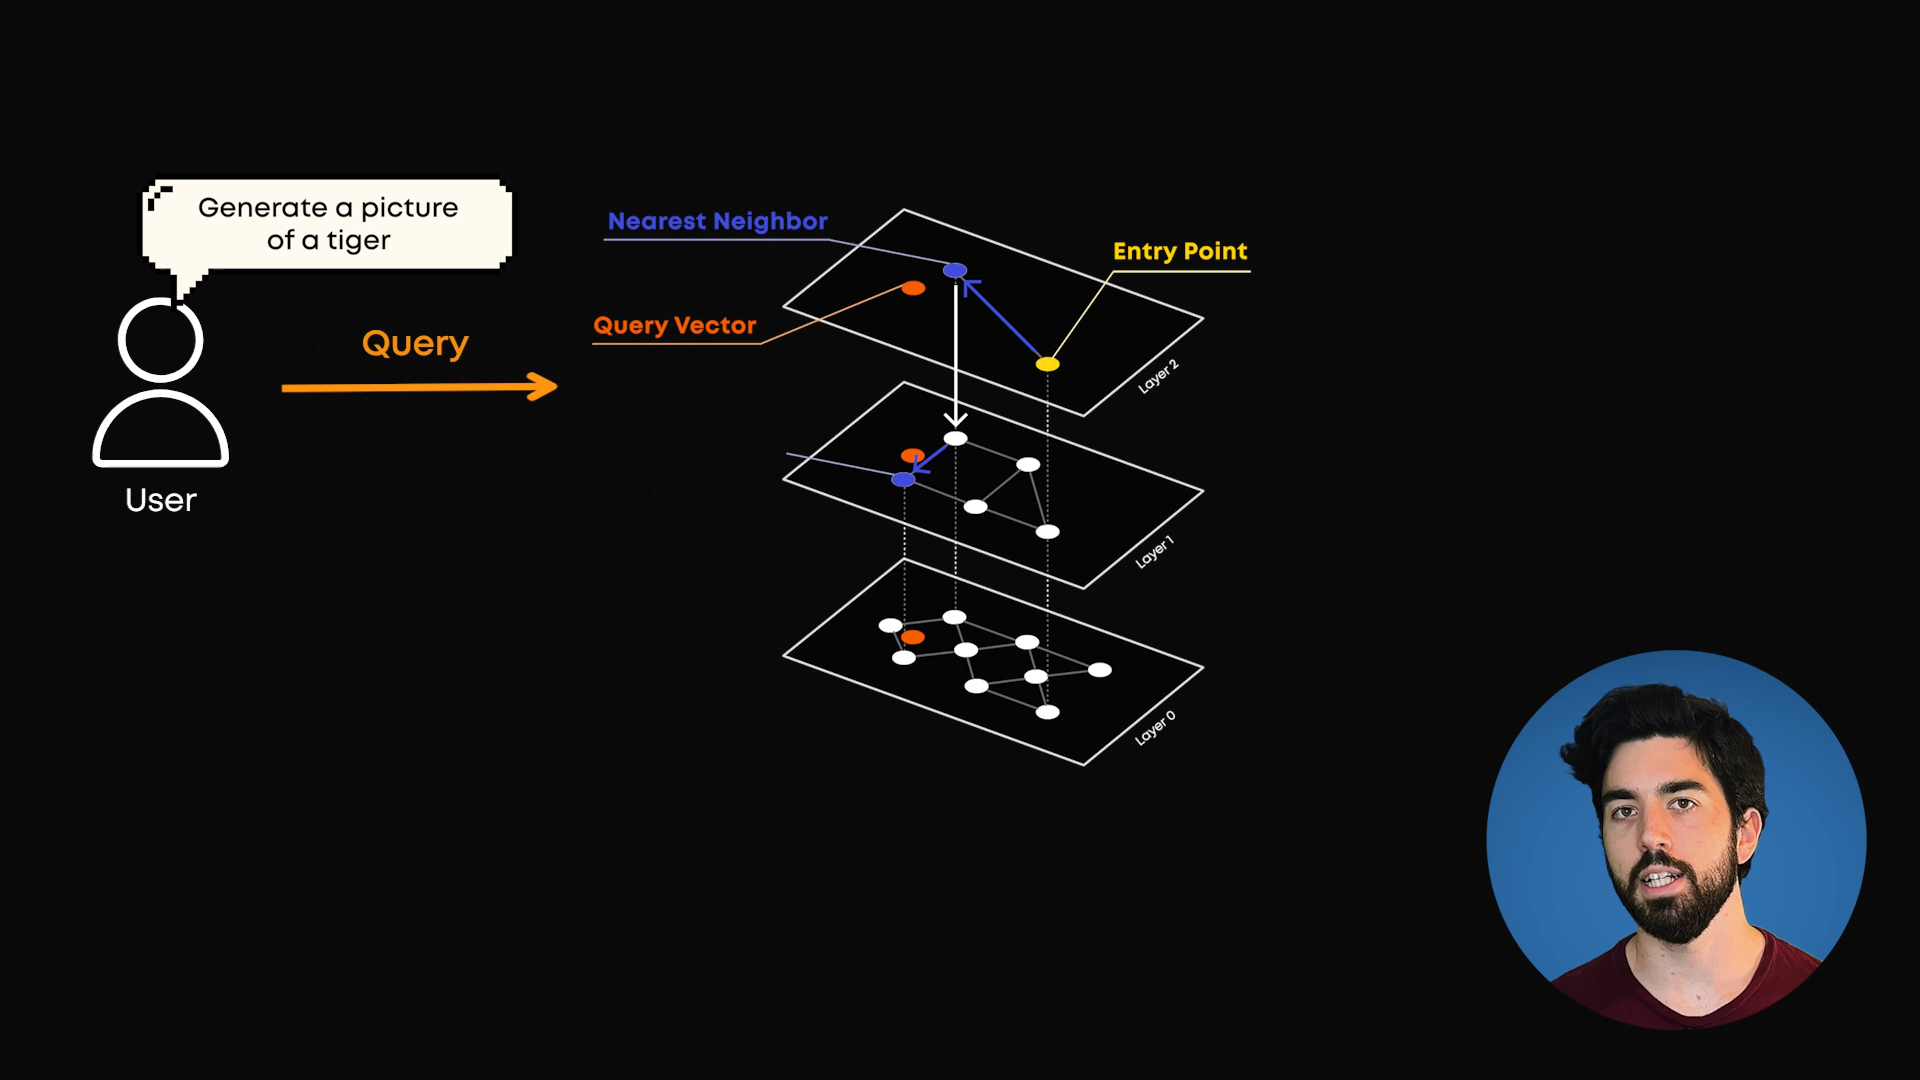 Generate a picture
of a tiger
Query
User
Nearest Neighbor
Query Vector
Entry Point
Layer 2
Layer 1
Layer 0